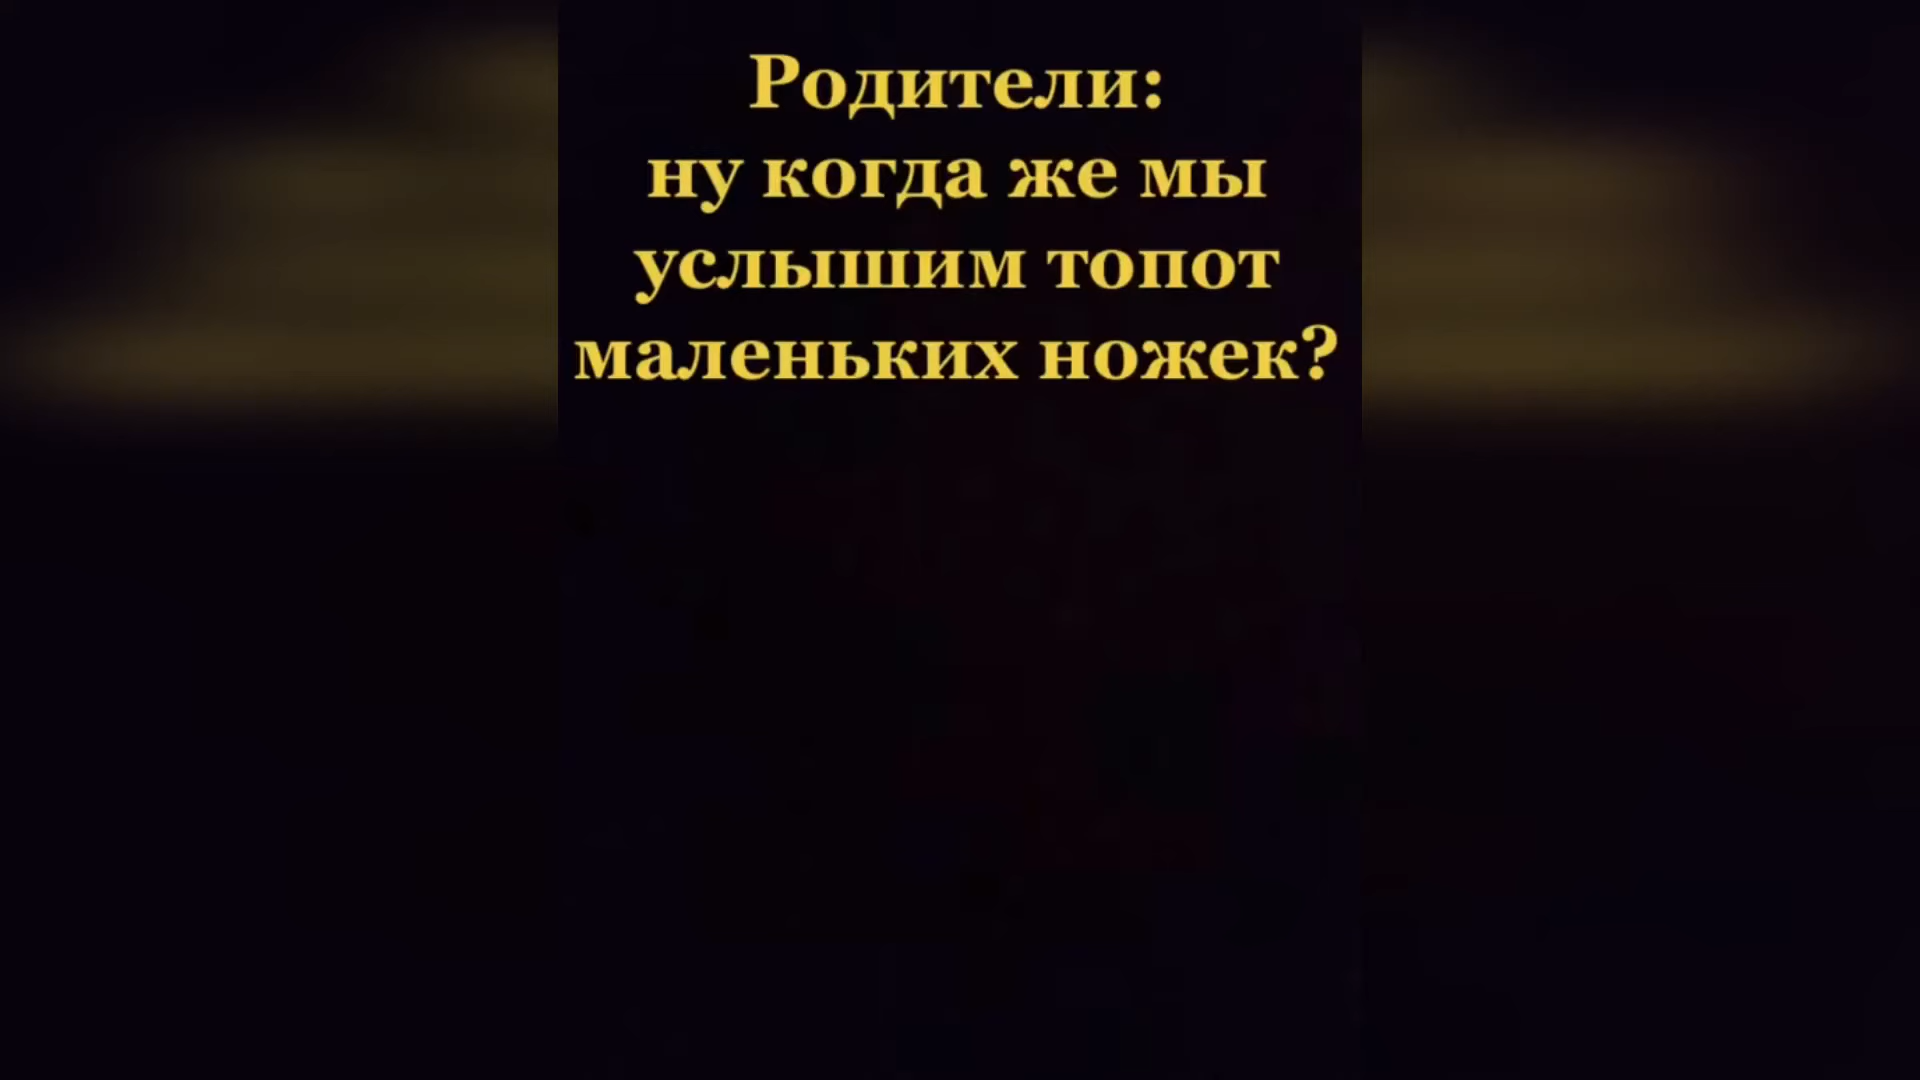 Родители:
ну когда же мы
услышим топот
маленьких ножек?